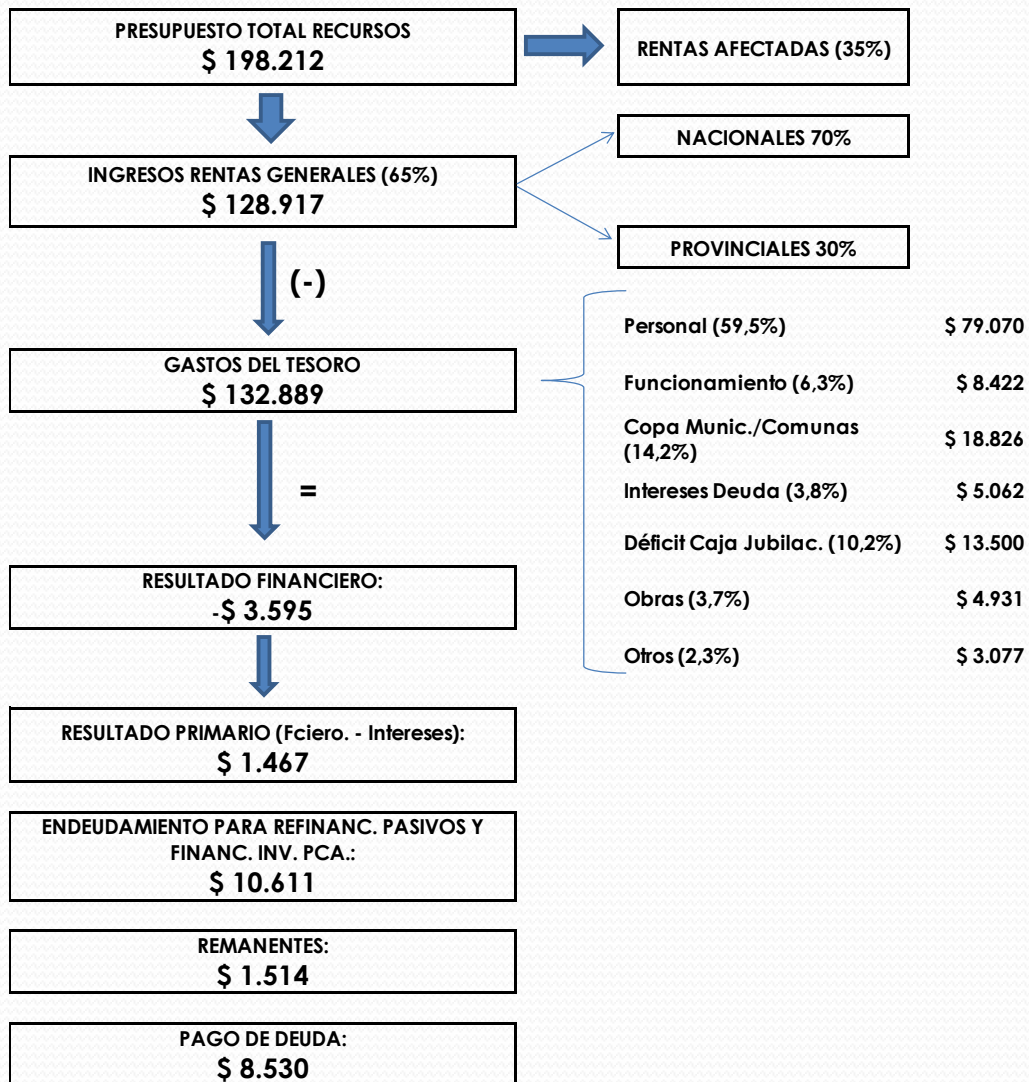 PRESUPUESTO TOTAL RECURSOS
$ 198.212
RENTAS AFECTADAS (35%)
INGRESOS RENTAS GENERALES (65%)
$ 128.917
NACIONALES 70%
PROVINCIALES 30%
(-)
GASTOS DEL TESORO
$ 132.889
Personal (59,5%) $ 79.070
Funcionamiento (6,3%) $ 8.422
Copa Munic./Comunas
(14,2%) $ 18.826
Intereses Deuda (3,8%) $ 5.062
Déficit Caja Jubilac. (10,2%) $ 13.500
Obras (3,7%) $ 4.931
Otros (2,3%) $ 3.077
=
RESULTADO FINANCIERO:
-$ 3.595
RESULTADO PRIMARIO (Fciero. - Intereses):
$ 1.467
ENDEUDAMIENTO PARA REFINANC. PASIVOS Y
FINANC. INV. PCA.:
$ 10.611
REMANENTES:
$ 1.514
PAGO DE DEUDA:
$ 8.530